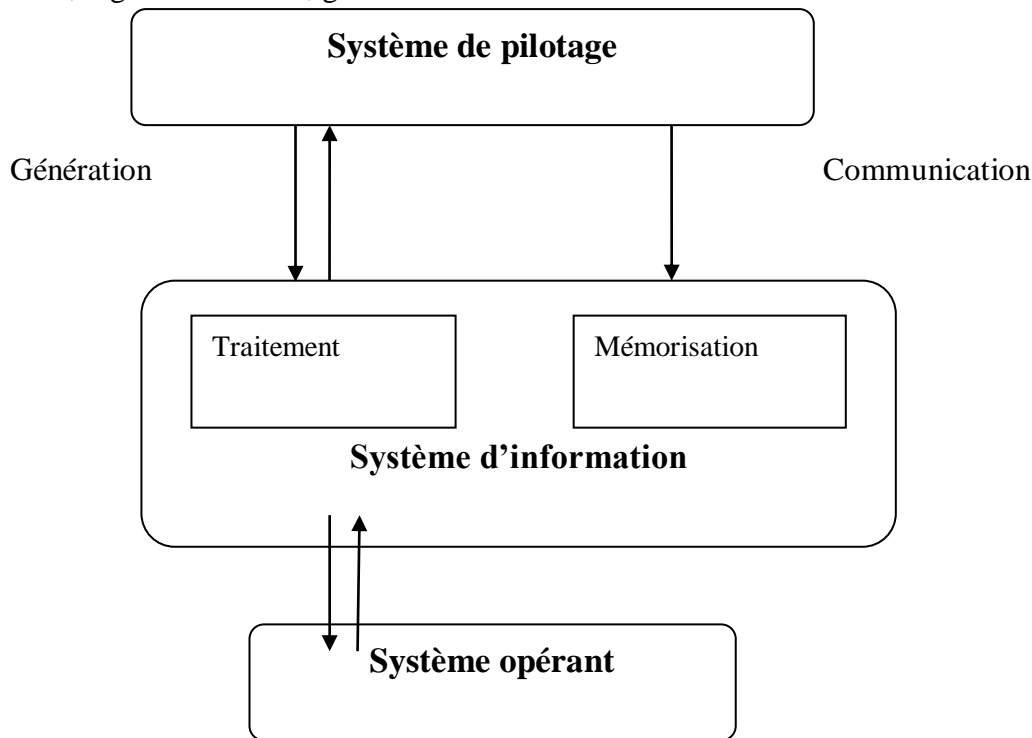 Système de pilotage
Génération
Communication
Traitement
Mémorisation
Système d’information
Système opérant